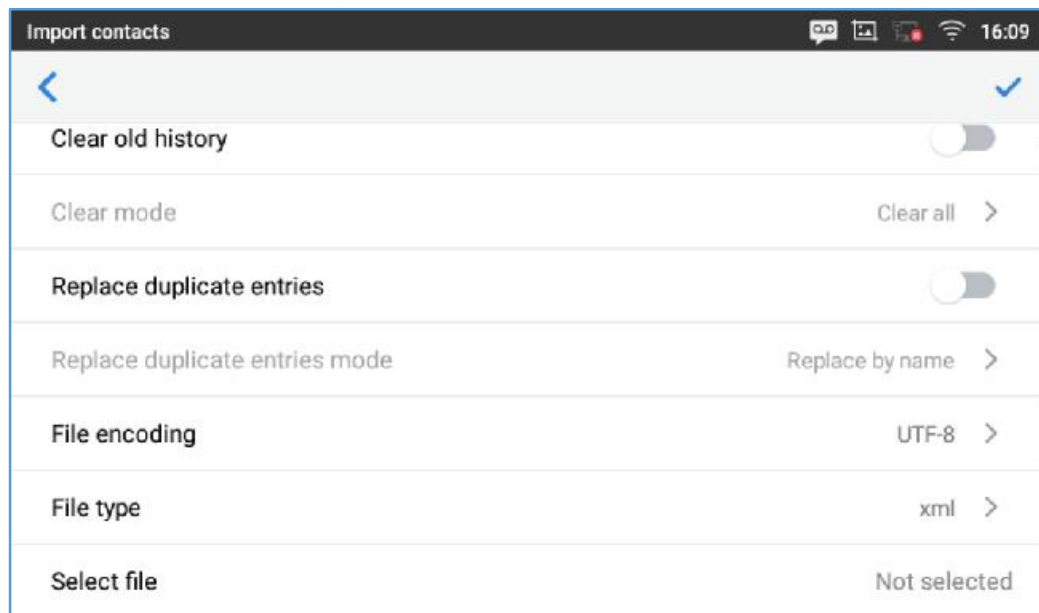 Import contacts 16:09
Clear old history
Clear mode Clear all
Replace duplicate entries
Replace duplicate entries mode Replace by name
File encoding UTF-8
File type xml
Select file Not selected